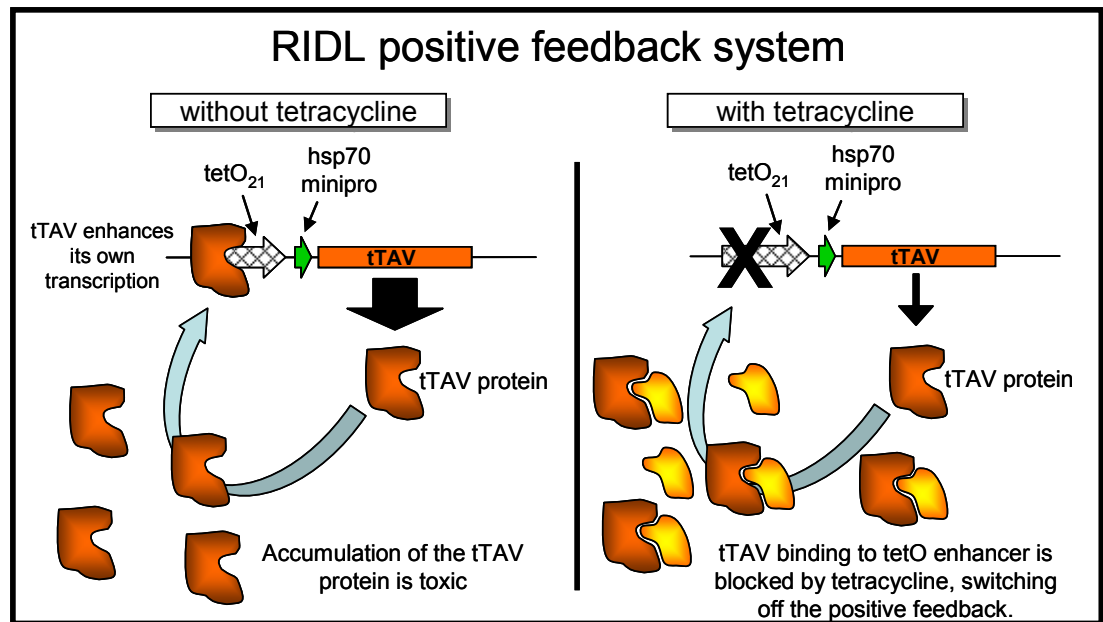 RIDL positive feedback system
without tetracycline
tetO21
hsp70
minipro
tTAV enhances
its own
transcription
tTAV
tTAV protein
Accumulation of the tTAV
protein is toxic
with tetracycline
tetO21
hsp70
minipro
tTAV
tTAV protein
tTAV binding to tetO enhancer is
blocked by tetracycline, switching
off the positive feedback.